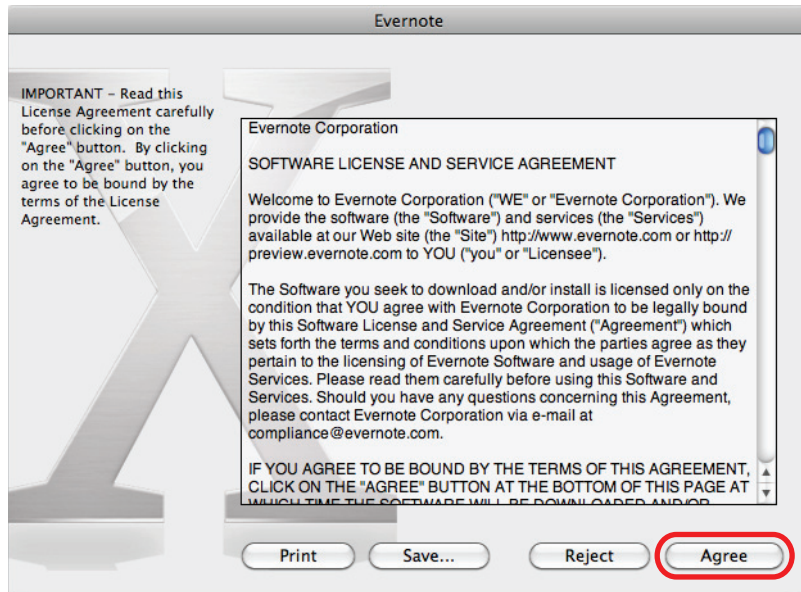 Evernote
IMPORTANT – Read this
License Agreement carefully
before clicking on the
"Agree" button. By clicking
on the "Agree" button, you
agree to be bound by the
terms of the License
Agreement.
Evernote Corporation
SOFTWARE LICENSE AND SERVICE AGREEMENT
Welcome to Evernote Corporation ("WE" or "Evernote Corporation"). We
provide the software (the "Software") and services (the "Services")
available at our Web site (the "Site") http://www.evernote.com or http://
preview.evernote.com to YOU ("you" or "Licensee").
The Software you seek to download and/or install is licensed only on the
condition that YOU agree with Evernote Corporation to be legally bound
by this Software License and Service Agreement ("Agreement") which
sets forth the terms and conditions upon which the parties agree as they
pertain to the licensing of Evernote Software and usage of Evernote
Services. Please read them carefully before using this Software and
Services. Should you have any questions concerning this Agreement,
please contact Evernote Corporation via e-mail at
compliance@evernote.com.
IF YOU AGREE TO BE BOUND BY THE TERMS OF THIS AGREEMENT,
CLICK ON THE "AGREE" BUTTON AT THE BOTTOM OF THIS PAGE AT
WHICH TIME THE SOFTWARE WILL BE DOWNLOADED AND/OR
Print
Save...
Reject
Agree